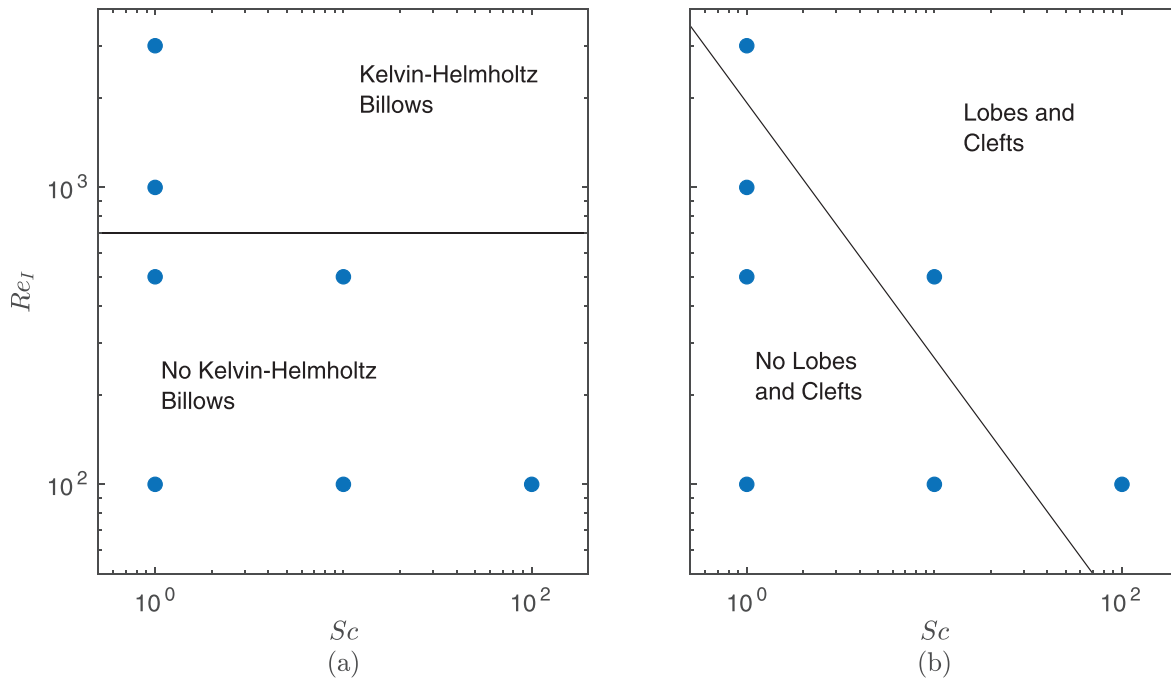 Kelvin-Helmholtz
Billows
10^3
Re_I
No Kelvin-Helmholtz
Billows
10^2
10^0
10^2
Sc
(a)
Lobes and
Clefts
No Lobes
and Clefts
10^0
10^2
Sc
(b)